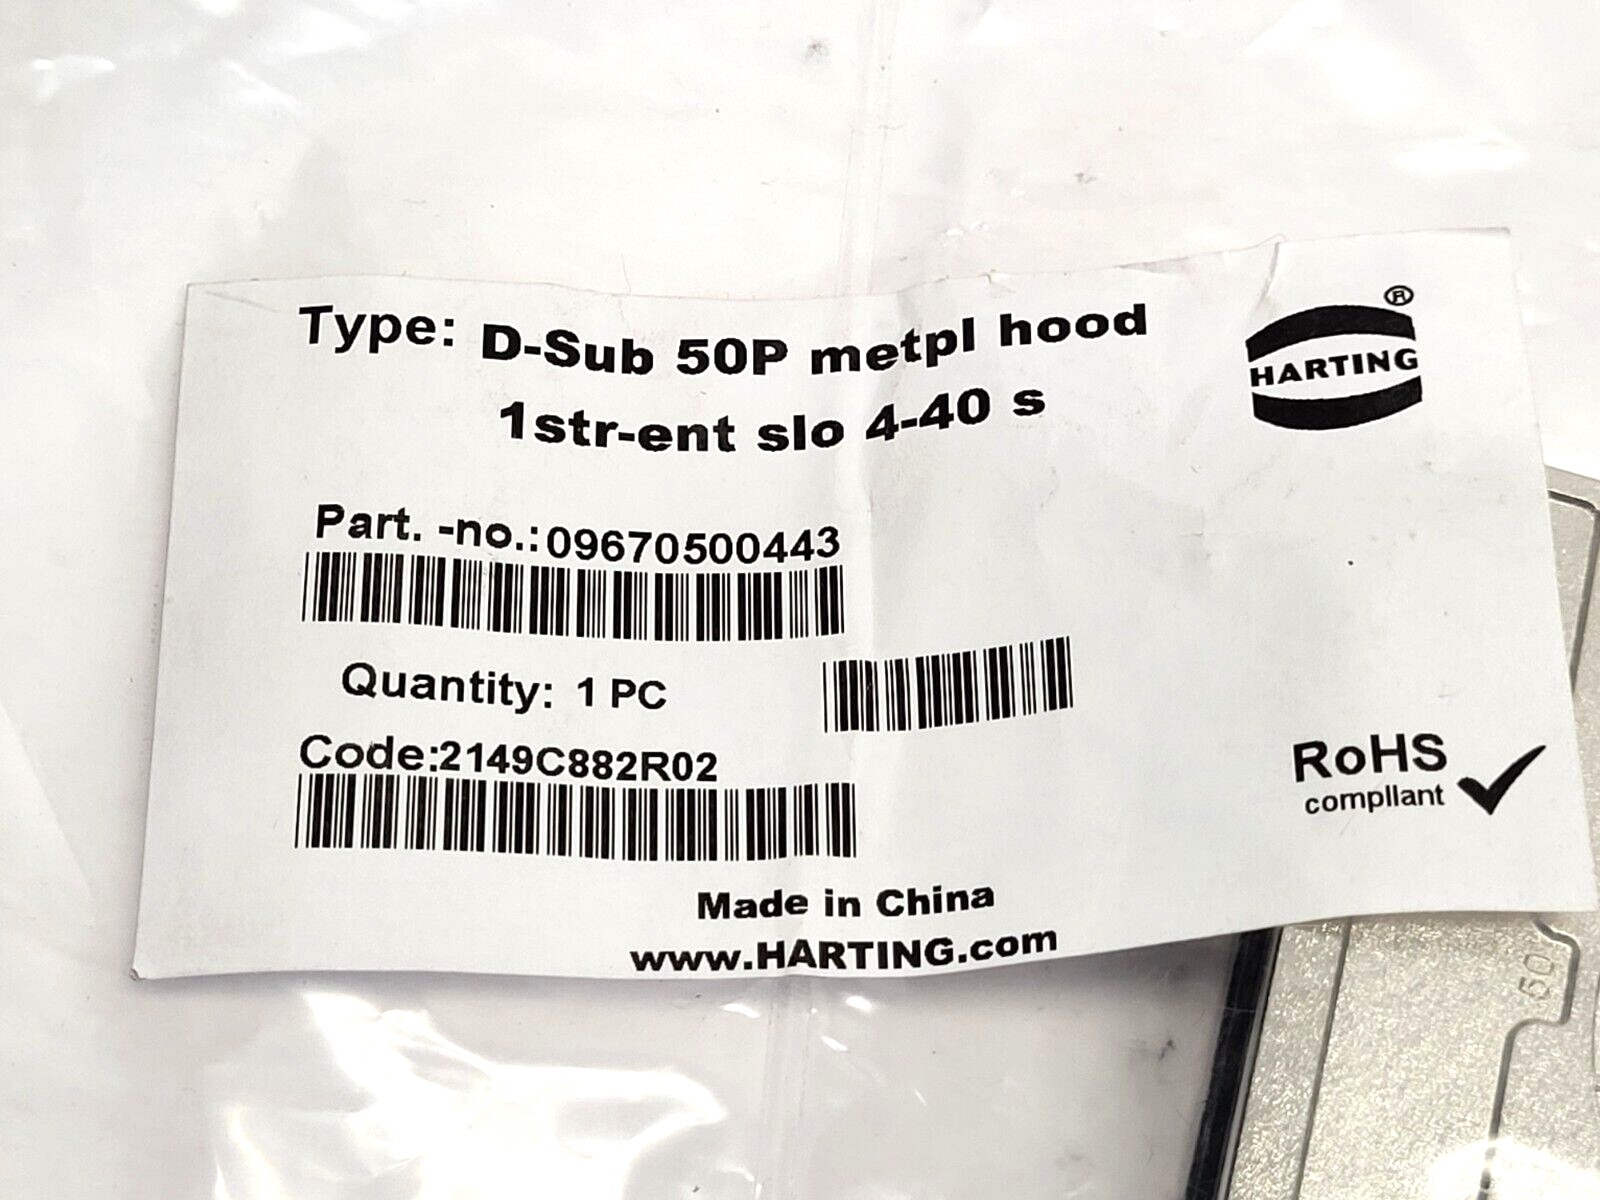 Type: D-Sub 50P metpl hood
1str-ent slo 4-40 s
®
HARTING
Part. -no.:09670500443
Quantity: 1 PC
Code:2149C882R02
RoHS
compllant
Made in China
www.HARTING.com